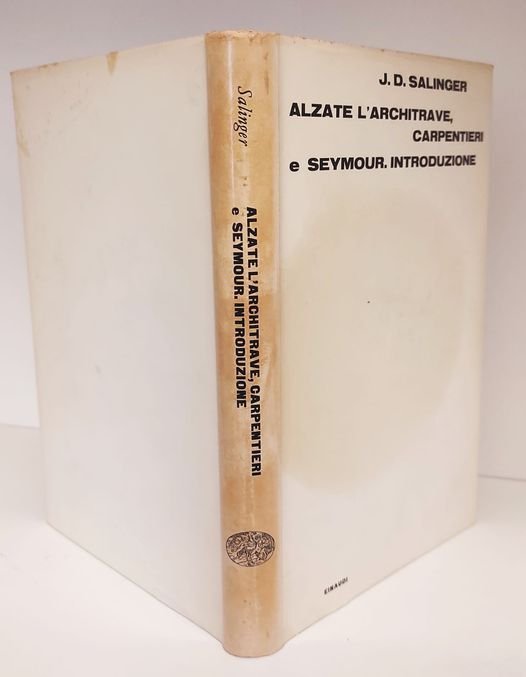 Salinger
ALZATE L'ARCHITRAVE, CARPENTIERI
e SEYMOUR. INTRODUZIONE
J. D. SALINGER
ALZATE L'ARCHITRAVE,
CARPENTIERI
e SEYMOUR. INTRODUZIONE
EINAUDI